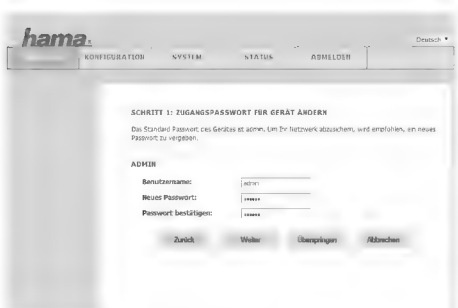 hama.
Deutsch
KONFIGURATION SYSTEM STATUS ABMELDEN
SCHRITT 1: ZUGANGSPASSWORT FÜR GERÄT ÄNDERN
Das Standard Passwort des Gerätes ist admin. Um Ihr Netzwerk abzusichern, wird empfohlen, ein neues
Passwort zu vergeben.
ADMIN
Benutzername: admin
Neues Passwort: ••••••
Passwort bestätigen: ••••••
Zurück Weiter Überspringen Abbrechen